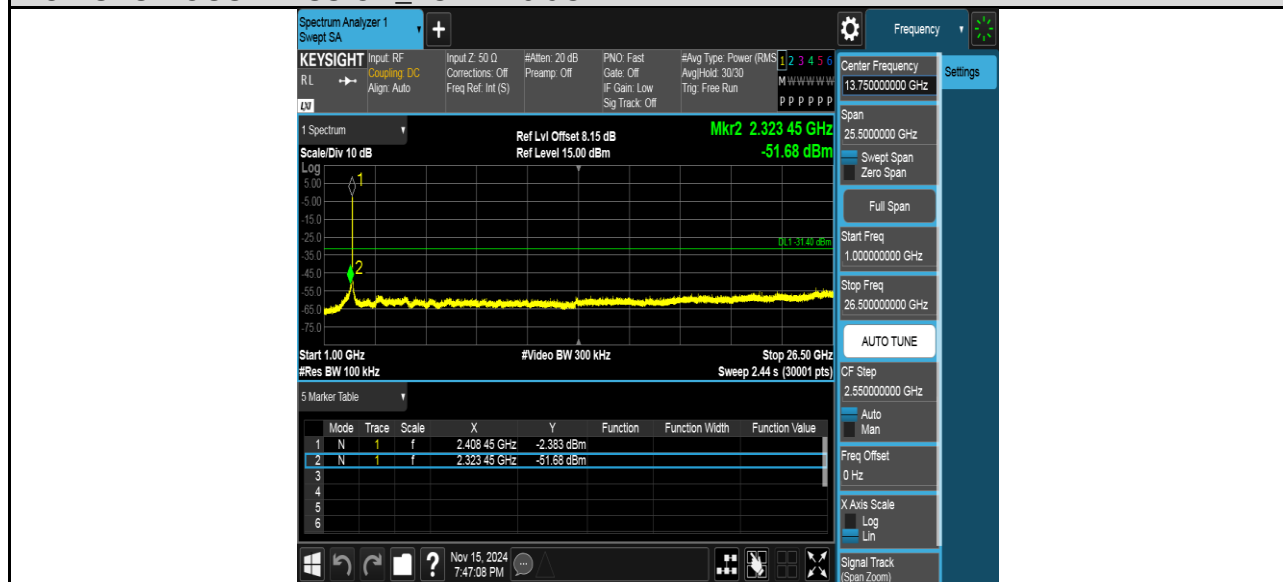 Spectrum Analyzer 1
Swept SA
+
Frequency
KEYSIGHT
RL
LXI
Input: RF
Coupling: DC
Align: Auto
Input Z: 50 Ω
Corrections: Off
Freq Ref: Int (S)
#Atten: 20 dB
Preamp: Off
PNO: Fast
Gate: Off
IF Gain: Low
Sig Track: Off
#Avg Type: Power (RMS
Avg|Hold: 30/30
Trig: Free Run
1 2 3 4 5 6
M W W W W W
P P P P P P
1 Spectrum
Scale/Div 10 dB
Ref Lvl Offset 8.15 dB
Ref Level 15.00 dBm
Mkr2 2.323 45 GHz
-51.68 dBm
Log
5.00
-5.00
-15.0
-25.0
-35.0
-45.0
-55.0
-65.0
-75.0
1
2
DL1 -31.40 dBm
Start 1.00 GHz
#Res BW 100 kHz
#Video BW 300 kHz
Stop 26.50 GHz
Sweep 2.44 s (30001 pts)
5 Marker Table
Mode Trace Scale X Y Function Function Width Function Value
1 N 1 f 2.408 45 GHz -2.383 dBm
2 N 1 f 2.323 45 GHz -51.68 dBm
3
4
5
6
?
Nov 15, 2024
7:47:08 PM
Center Frequency
13.750000000 GHz
Settings
Span
25.5000000 GHz
Swept Span
Zero Span
Full Span
Start Freq
1.000000000 GHz
Stop Freq
26.500000000 GHz
AUTO TUNE
CF Step
2.550000000 GHz
Auto
Man
Freq Offset
0 Hz
X Axis Scale
Log
Lin
Signal Track
(Span Zoom)